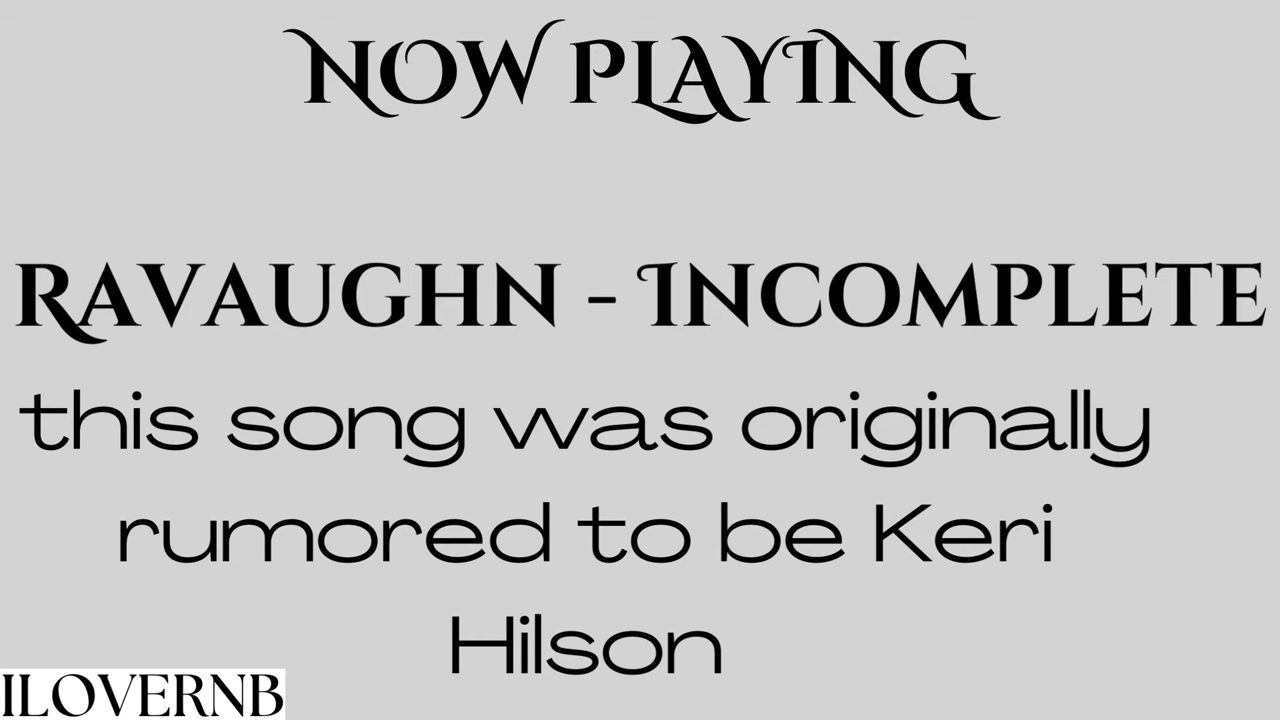 NOW PLAYING
RAVAUGHN - INCOMPLETE
this song was originally
rumored to be Keri
Hilson
ILOVERNB